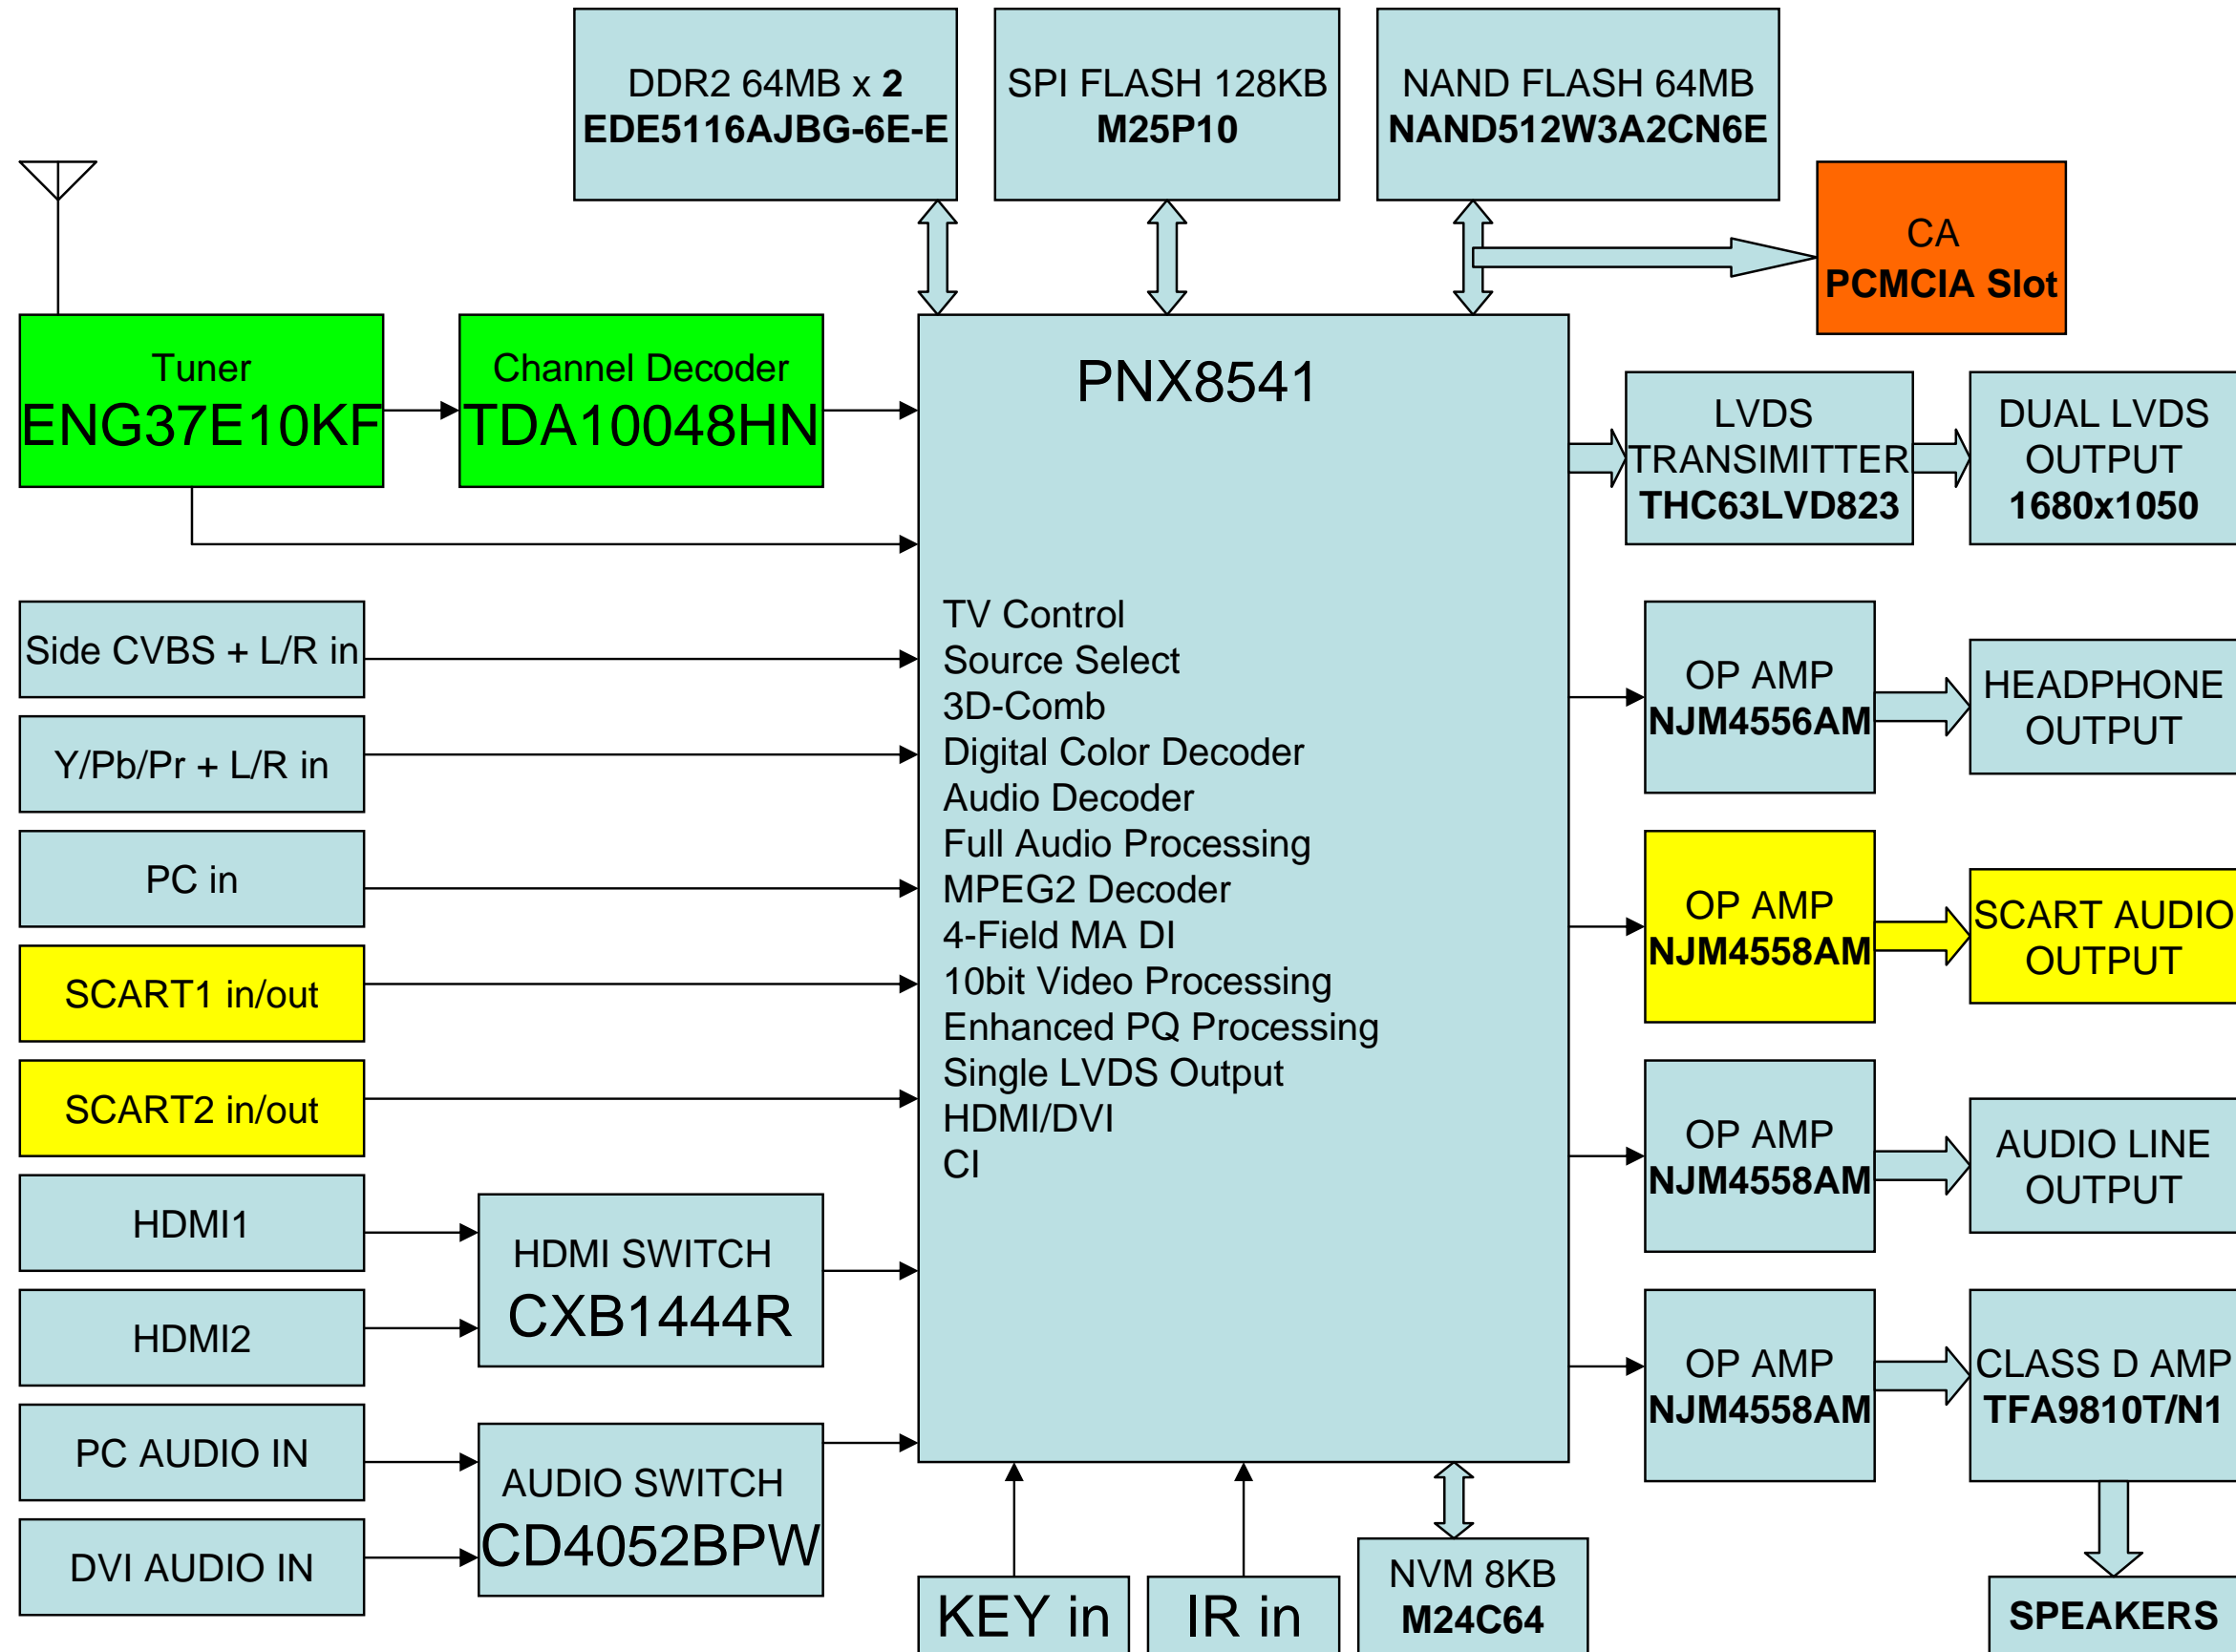 DDR2 64MB x 2
EDE5116AJBG-6E-E
SPI FLASH 128KB
M25P10
NAND FLASH 64MB
NAND512W3A2CN6E
CA
PCMCIA Slot
Tuner
ENG37E10KF
Channel Decoder
TDA10048HN
PNX8541
LVDS
TRANSIMITTER
THC63LVD823
DUAL LVDS
OUTPUT
1680x1050
Side CVBS + L/R in
Y/Pb/Pr + L/R in
PC in
SCART1 in/out
SCART2 in/out
HDMI1
HDMI2
PC AUDIO IN
DVI AUDIO IN
HDMI SWITCH
CXB1444R
AUDIO SWITCH
CD4052BPW
TV Control
Source Select
3D-Comb
Digital Color Decoder
Audio Decoder
Full Audio Processing
MPEG2 Decoder
4-Field MA DI
10bit Video Processing
Enhanced PQ Processing
Single LVDS Output
HDMI/DVI
CI
OP AMP
NJM4556AM
HEADPHONE
OUTPUT
OP AMP
NJM4558AM
SCART AUDIO
OUTPUT
OP AMP
NJM4558AM
AUDIO LINE
OUTPUT
OP AMP
NJM4558AM
CLASS D AMP
TFA9810T/N1
KEY in
IR in
NVM 8KB
M24C64
SPEAKERS